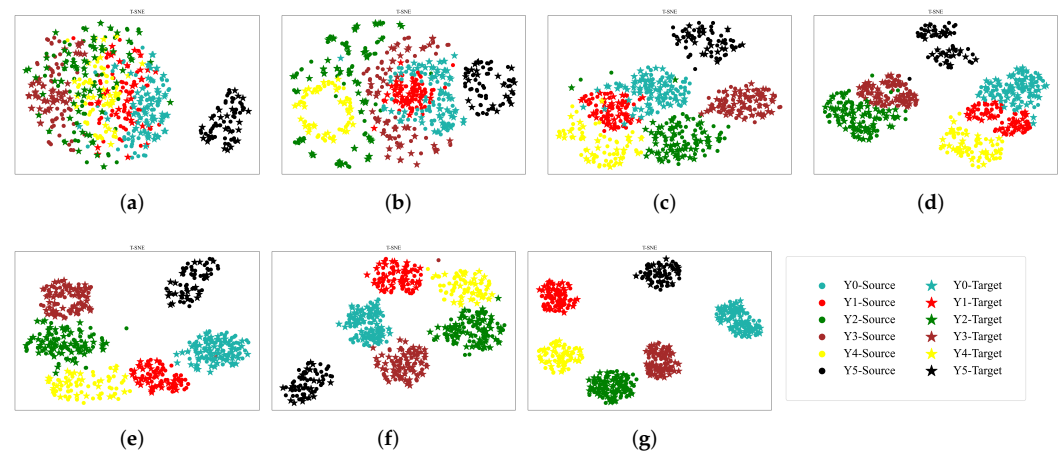 T-SNE T-SNE T-SNE T-SNE
(a) (b) (c) (d)
T-SNE T-SNE T-SNE
Y0-Source Y0-Target
Y1-Source Y1-Target
Y2-Source Y2-Target
Y3-Source Y3-Target
Y4-Source Y4-Target
Y5-Source Y5-Target
(e) (f) (g)